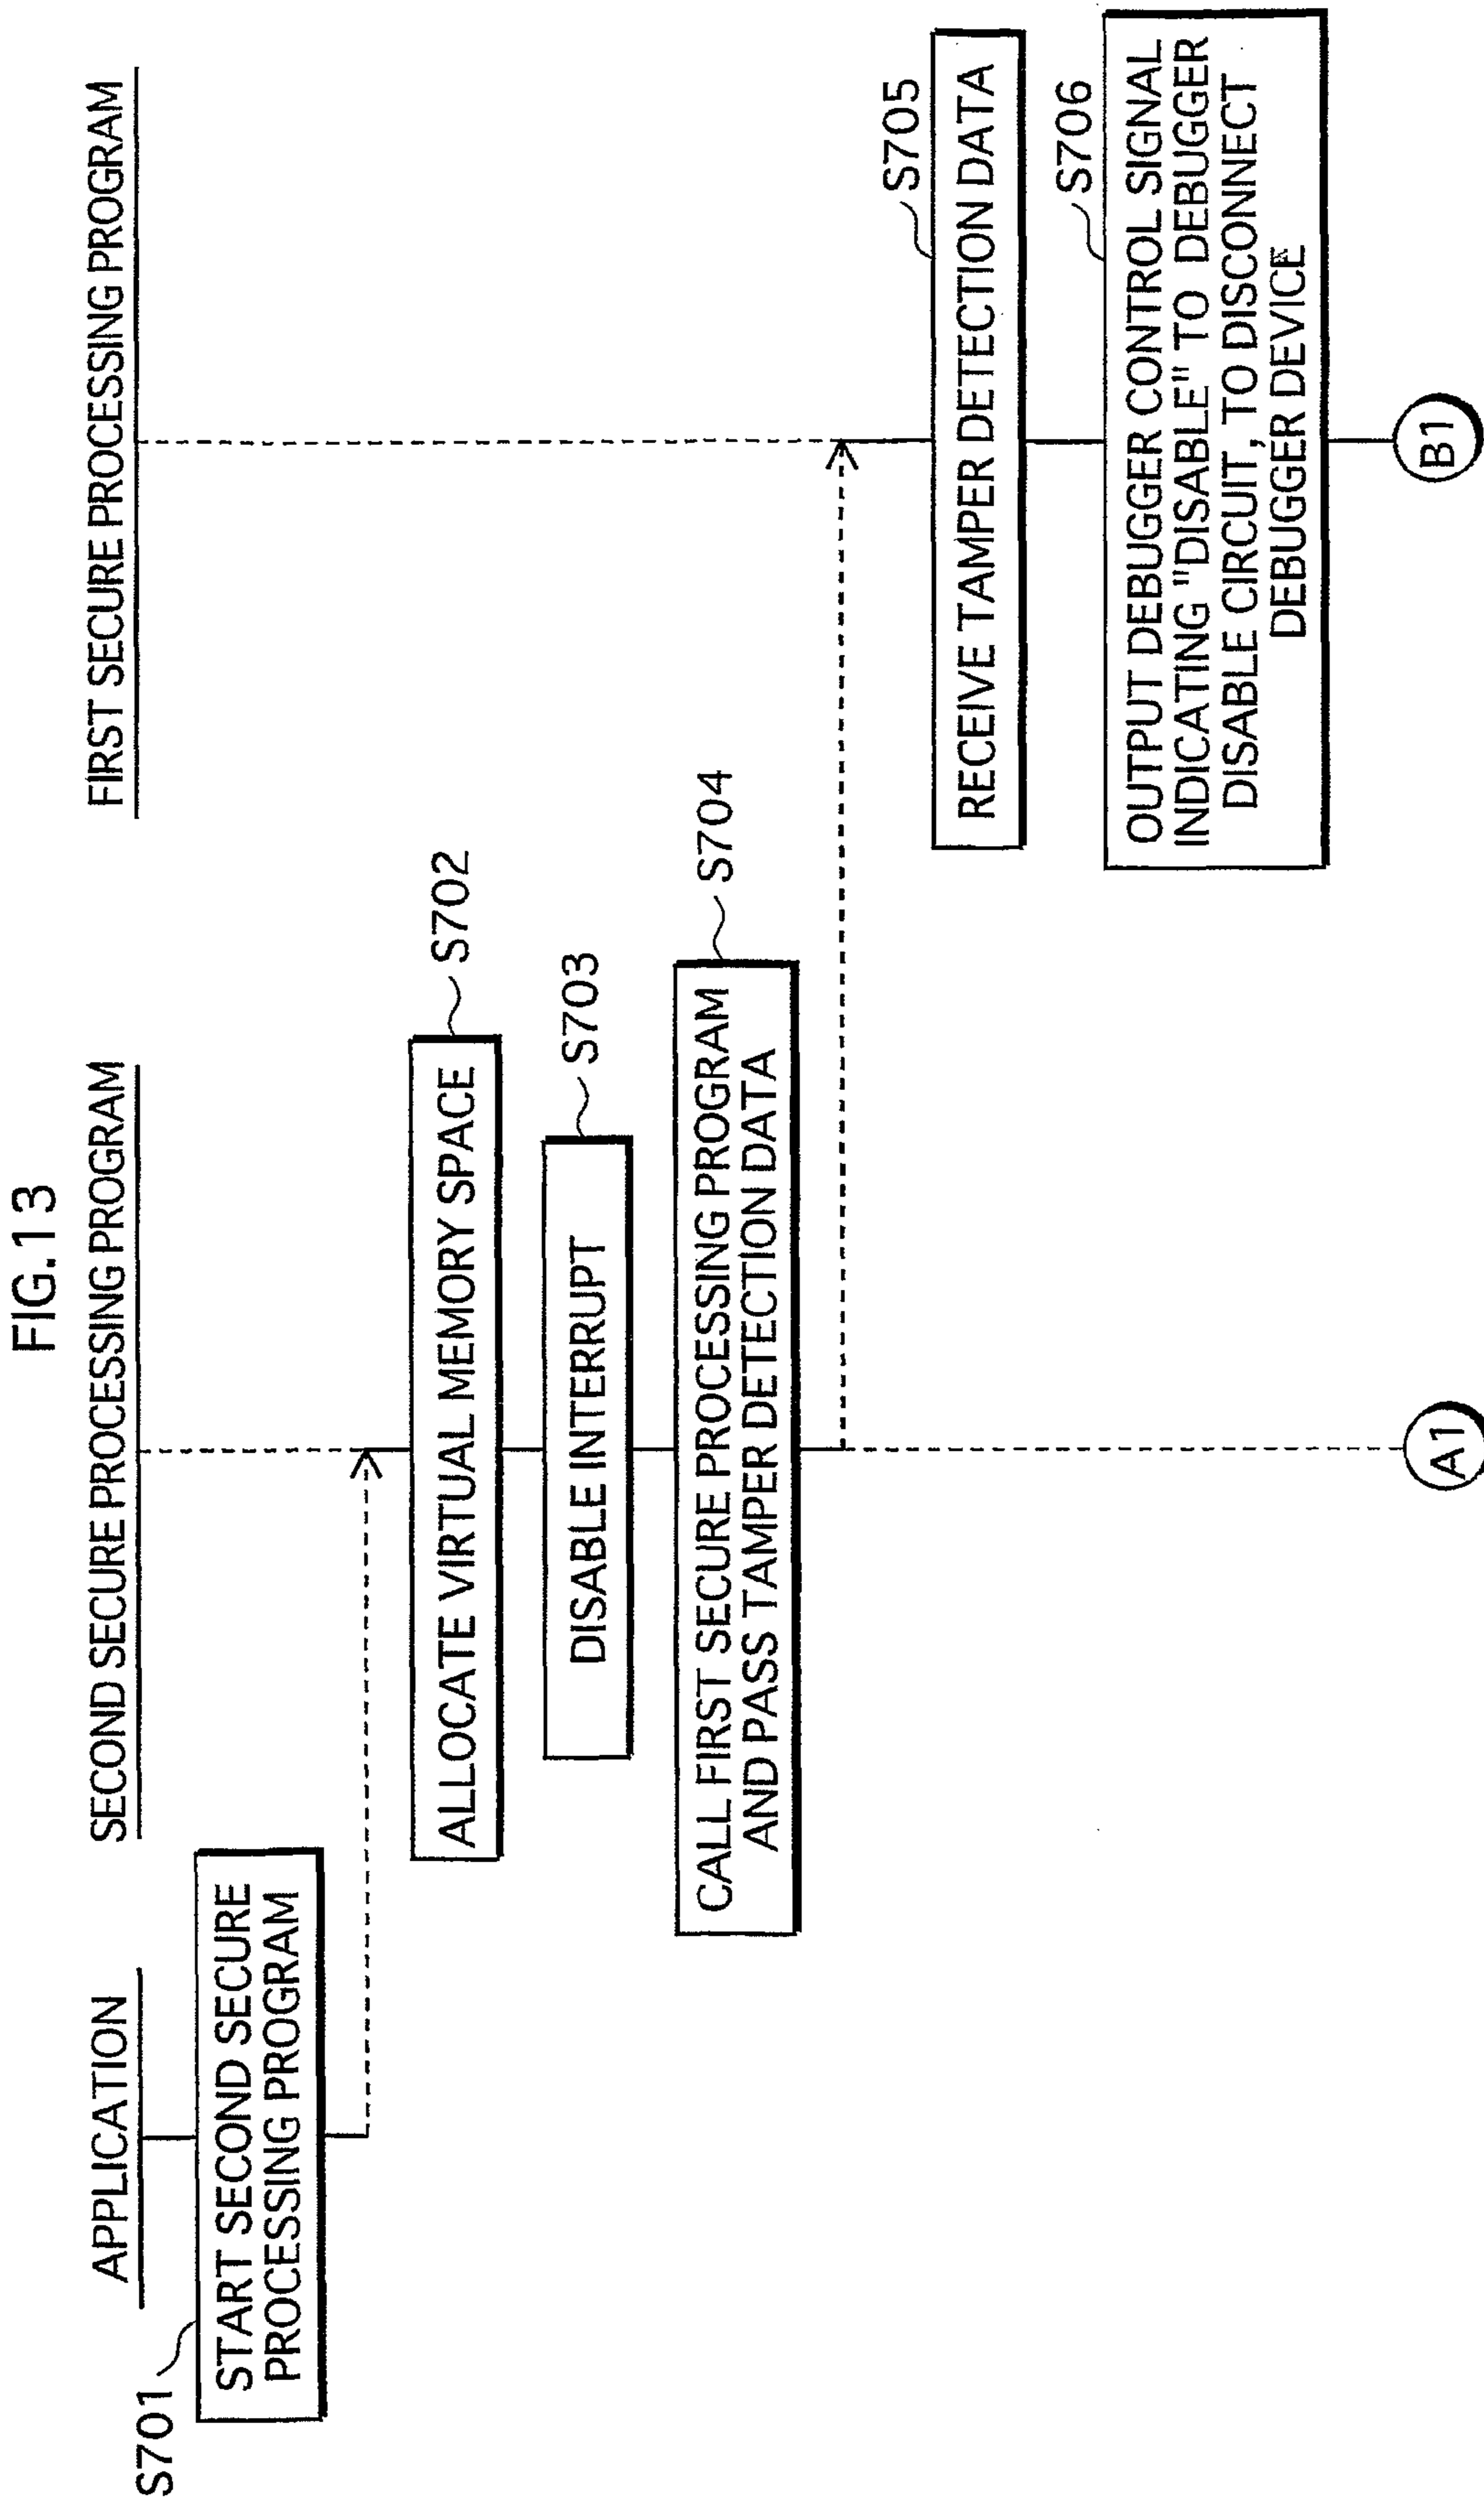 FIG.13
APPLICATION
SECOND SECURE PROCESSING PROGRAM
FIRST SECURE PROCESSING PROGRAM
S701
START SECOND SECURE
PROCESSING PROGRAM
ALLOCATE VIRTUAL MEMORY SPACE
S702
DISABLE INTERRUPT
S703
CALL FIRST SECURE PROCESSING PROGRAM
AND PASS TAMPER DETECTION DATA
S704
S705
RECEIVE TAMPER DETECTION DATA
S706
OUTPUT DEBUGGER CONTROL SIGNAL
INDICATING "DISABLE" TO DEBUGGER
DISABLE CIRCUIT, TO DISCONNECT
DEBUGGER DEVICE
A1
B1